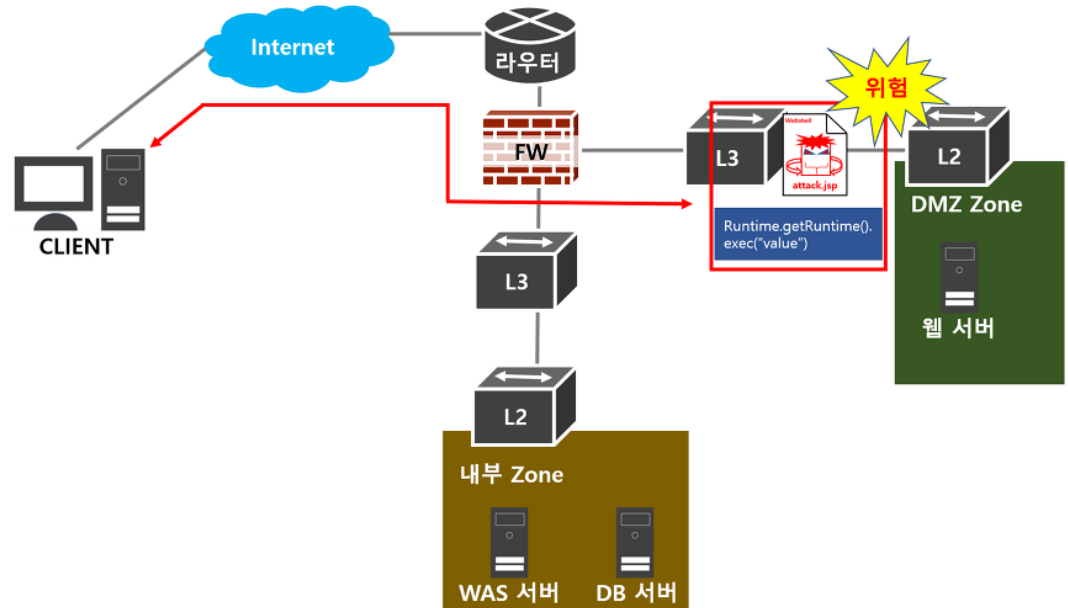 Internet
라우터
위험
FW
L3
Webshell
attack.jsp
L2
CLIENT
Runtime.getRuntime().
exec("value")
DMZ Zone
L3
웹 서버
L2
내부 Zone
WAS 서버
DB 서버